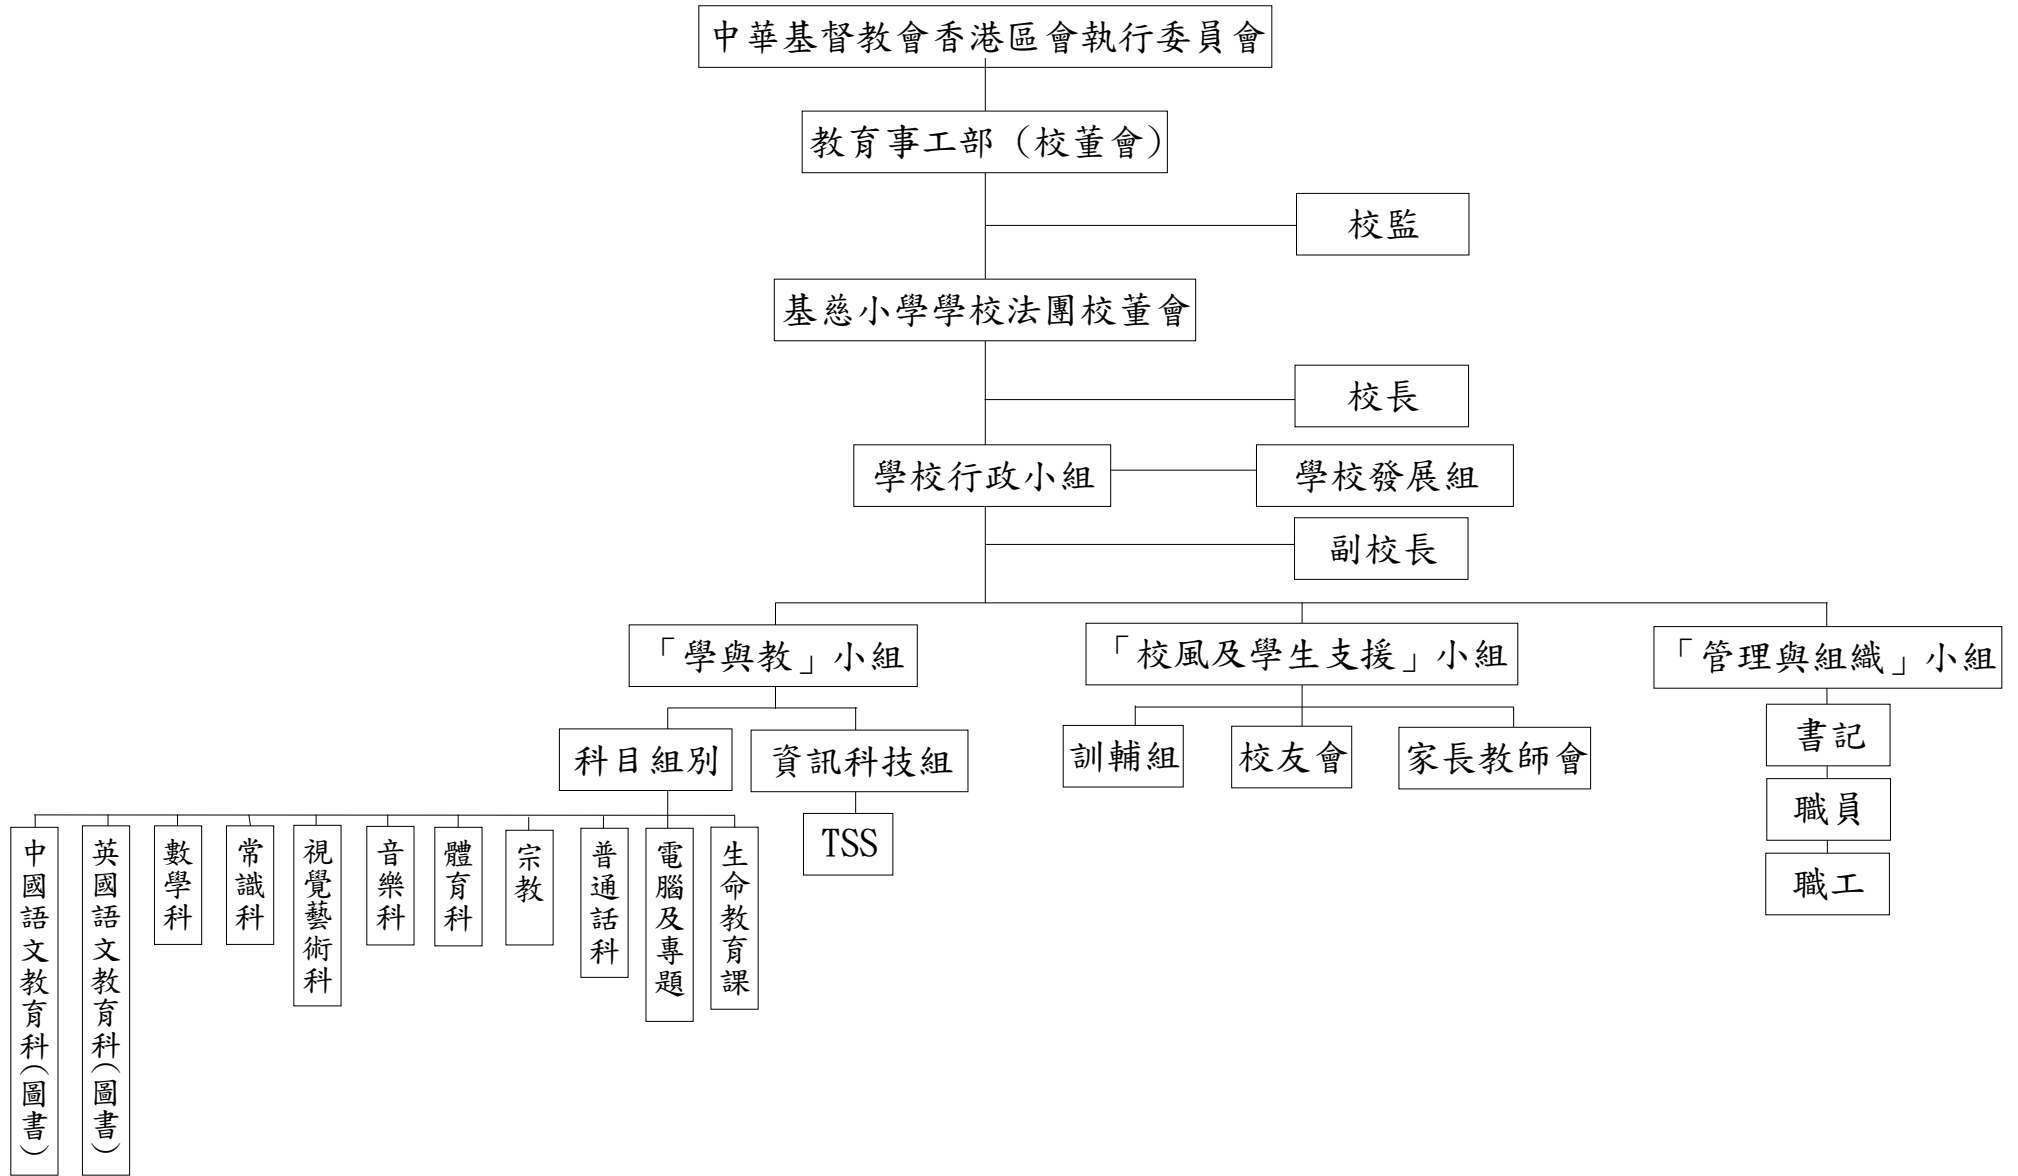 中華基督教會香港區會執行委員會
教育事工部（校董會）
校監
基慈小學學校法團校董會
校長
學校行政小組
學校發展組
副校長
「學與教」小組
「校風及學生支援」小組
「管理與組織」小組
科目組別
資訊科技組
訓輔組
校友會
家長教師會
書記
職員
職工
TSS
中國語文教育科(圖書)
英國語文教育科(圖書)
數學科
常識科
視覺藝術科
音樂科
體育科
宗教
普通話科
電腦及專題
生命教育課